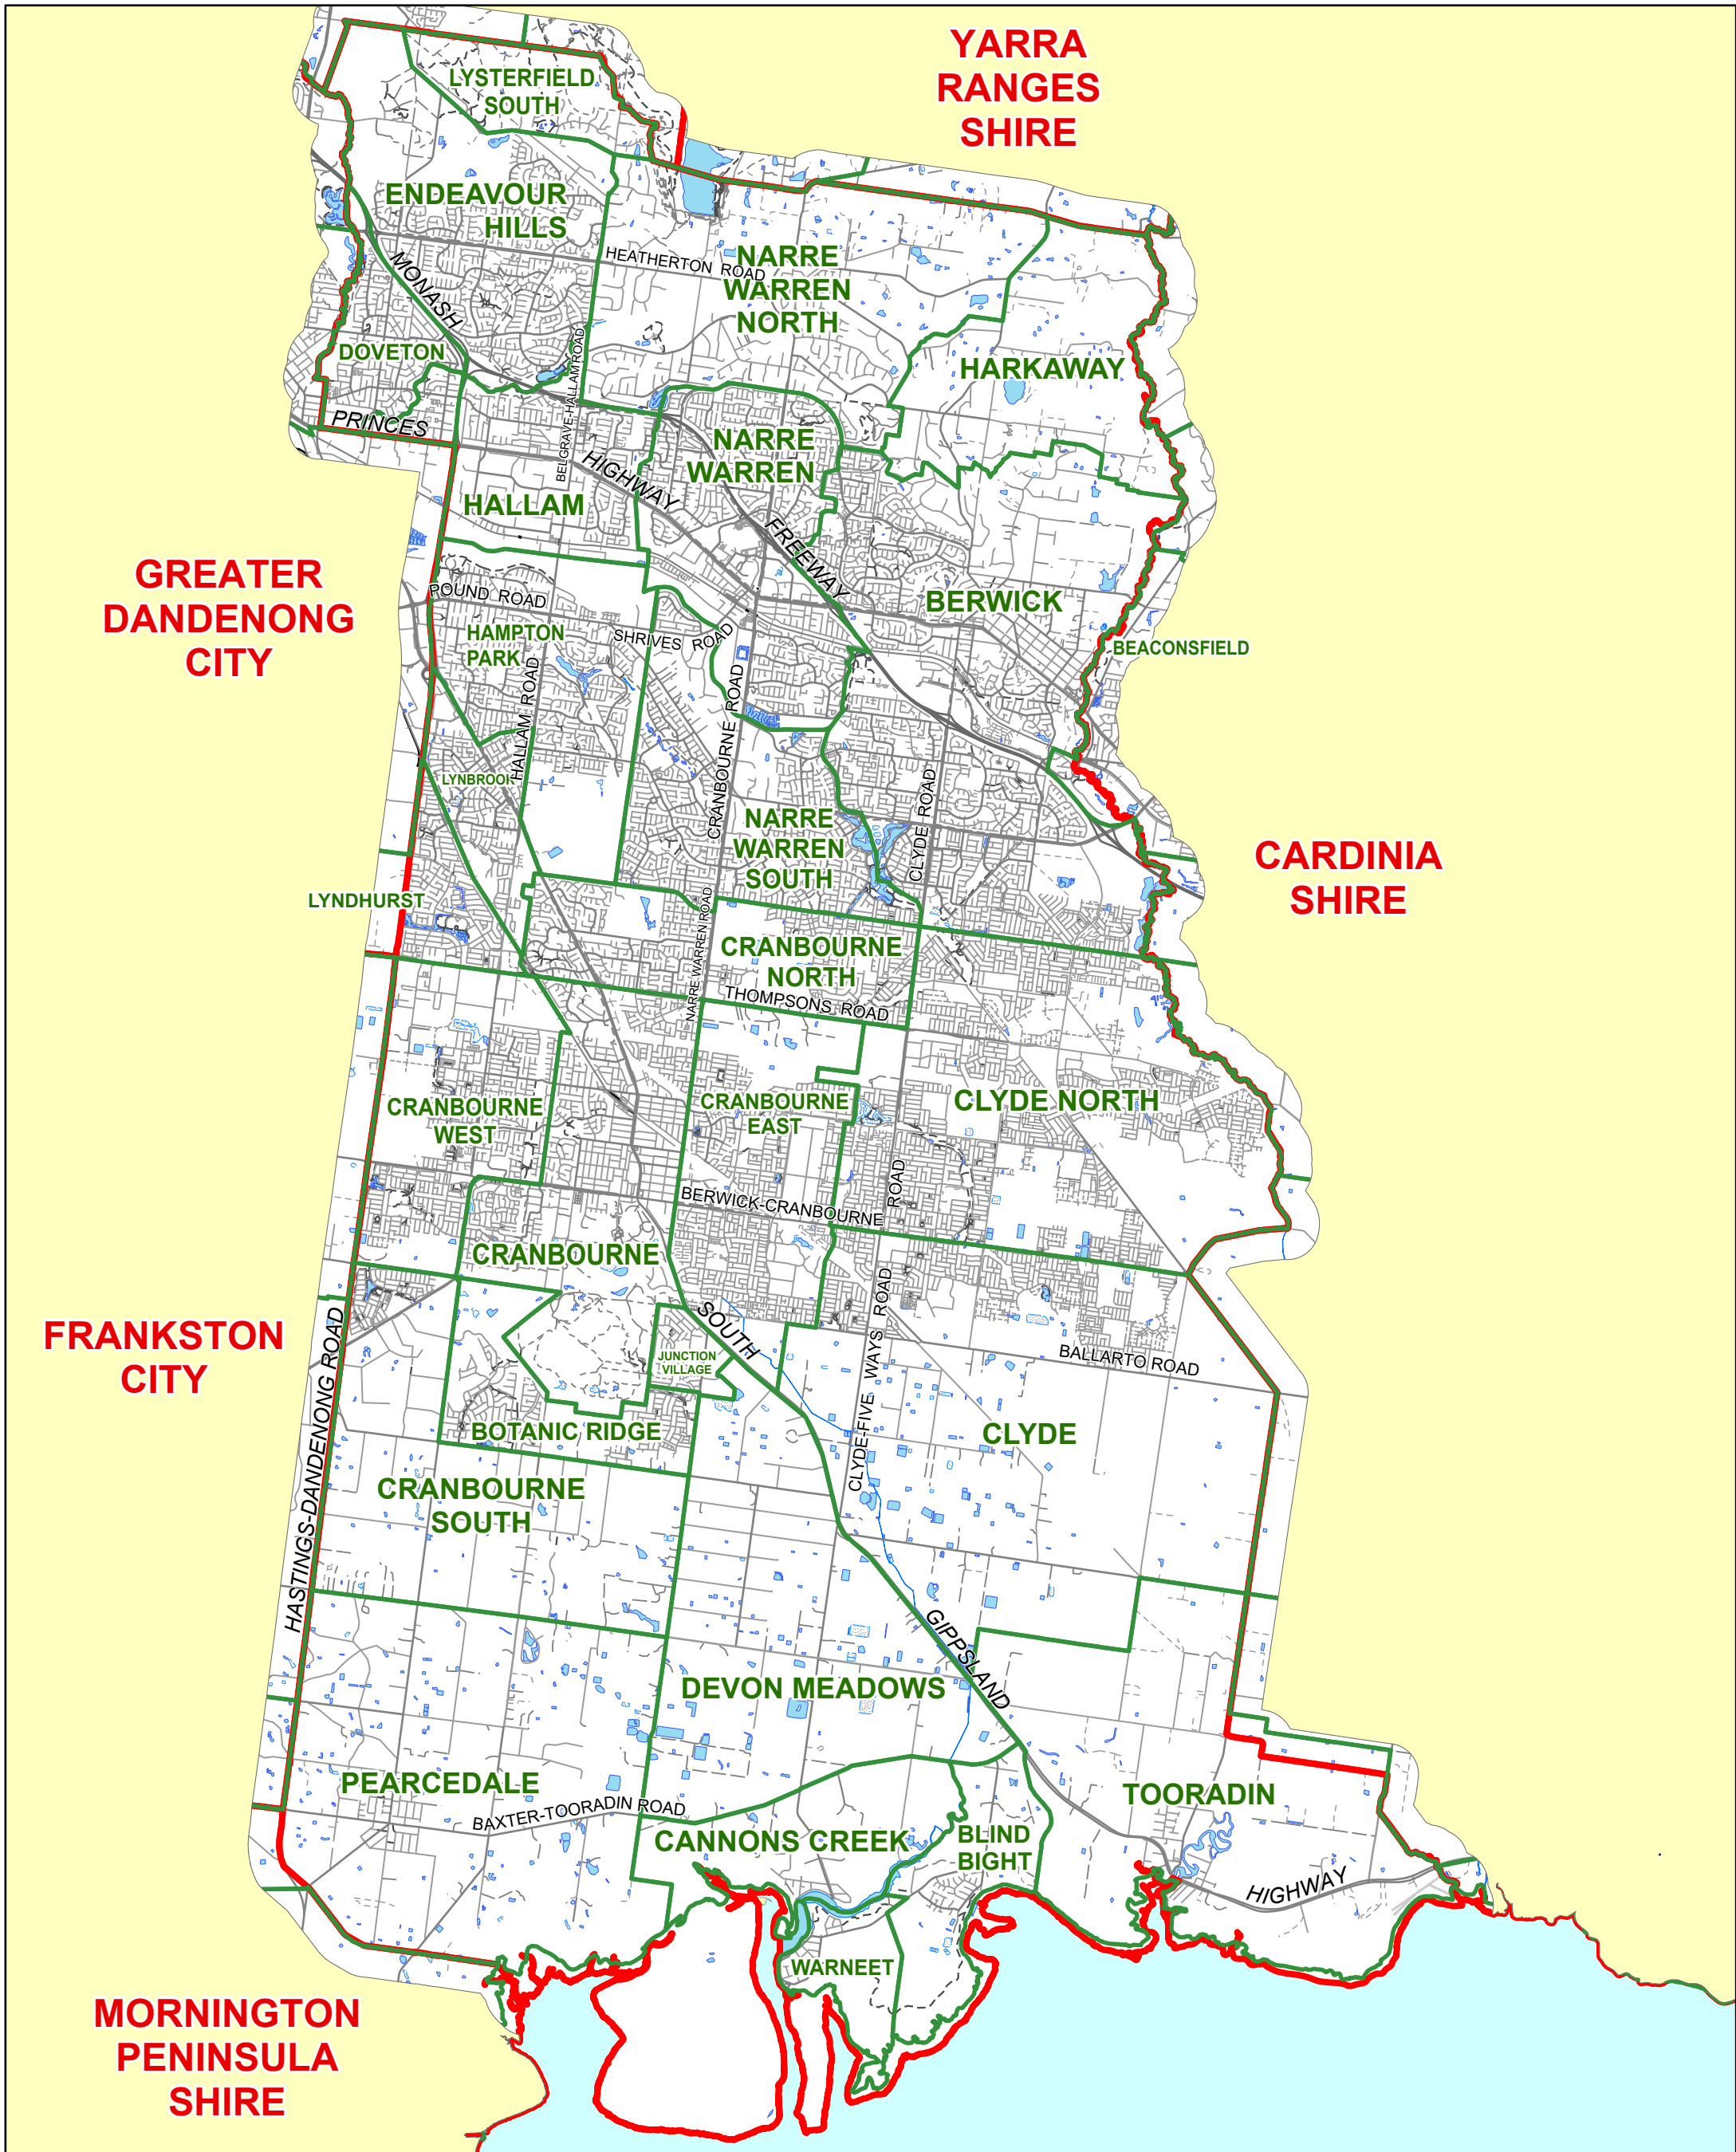 YARRA
RANGES
SHIRE
LYSTERFIELD
SOUTH
ENDEAVOUR
HILLS
HEATHERTON ROAD
NARRE
WARREN
NORTH
MONASH
DOVETON
BELGRAVE-HALLAM ROAD
HARKAWAY
PRINCES
HIGHWAY
NARRE
WARREN
HALLAM
FREEWAY
GREATER
DANDENONG
CITY
POUND ROAD
HAMPTON
PARK
SHRIVES ROAD
BERWICK
BEACONSFIELD
HALLAM ROAD
CRANBOURNE ROAD
LYNBROOK
CLYDE ROAD
NARRE
WARREN
SOUTH
CARDINIA
SHIRE
LYNDHURST
NARRE WARREN ROAD
CRANBOURNE
NORTH
THOMPSONS ROAD
CRANBOURNE
WEST
CRANBOURNE
EAST
CLYDE NORTH
BERWICK-CRANBOURNE
ROAD
CRANBOURNE
SOUTH
JUNCTION
VILLAGE
CLYDE-FIVE WAYS ROAD
BALLARTO ROAD
FRANKSTON
CITY
HASTINGS-DANDENONG ROAD
BOTANIC RIDGE
CLYDE
CRANBOURNE
SOUTH
GIPPSLAND
DEVON MEADOWS
PEARCEDALE
BAXTER-TOORADIN ROAD
TOORADIN
CANNONS CREEK
BLIND
BIGHT
HIGHWAY
WARNEET
MORNINGTON
PENINSULA
SHIRE